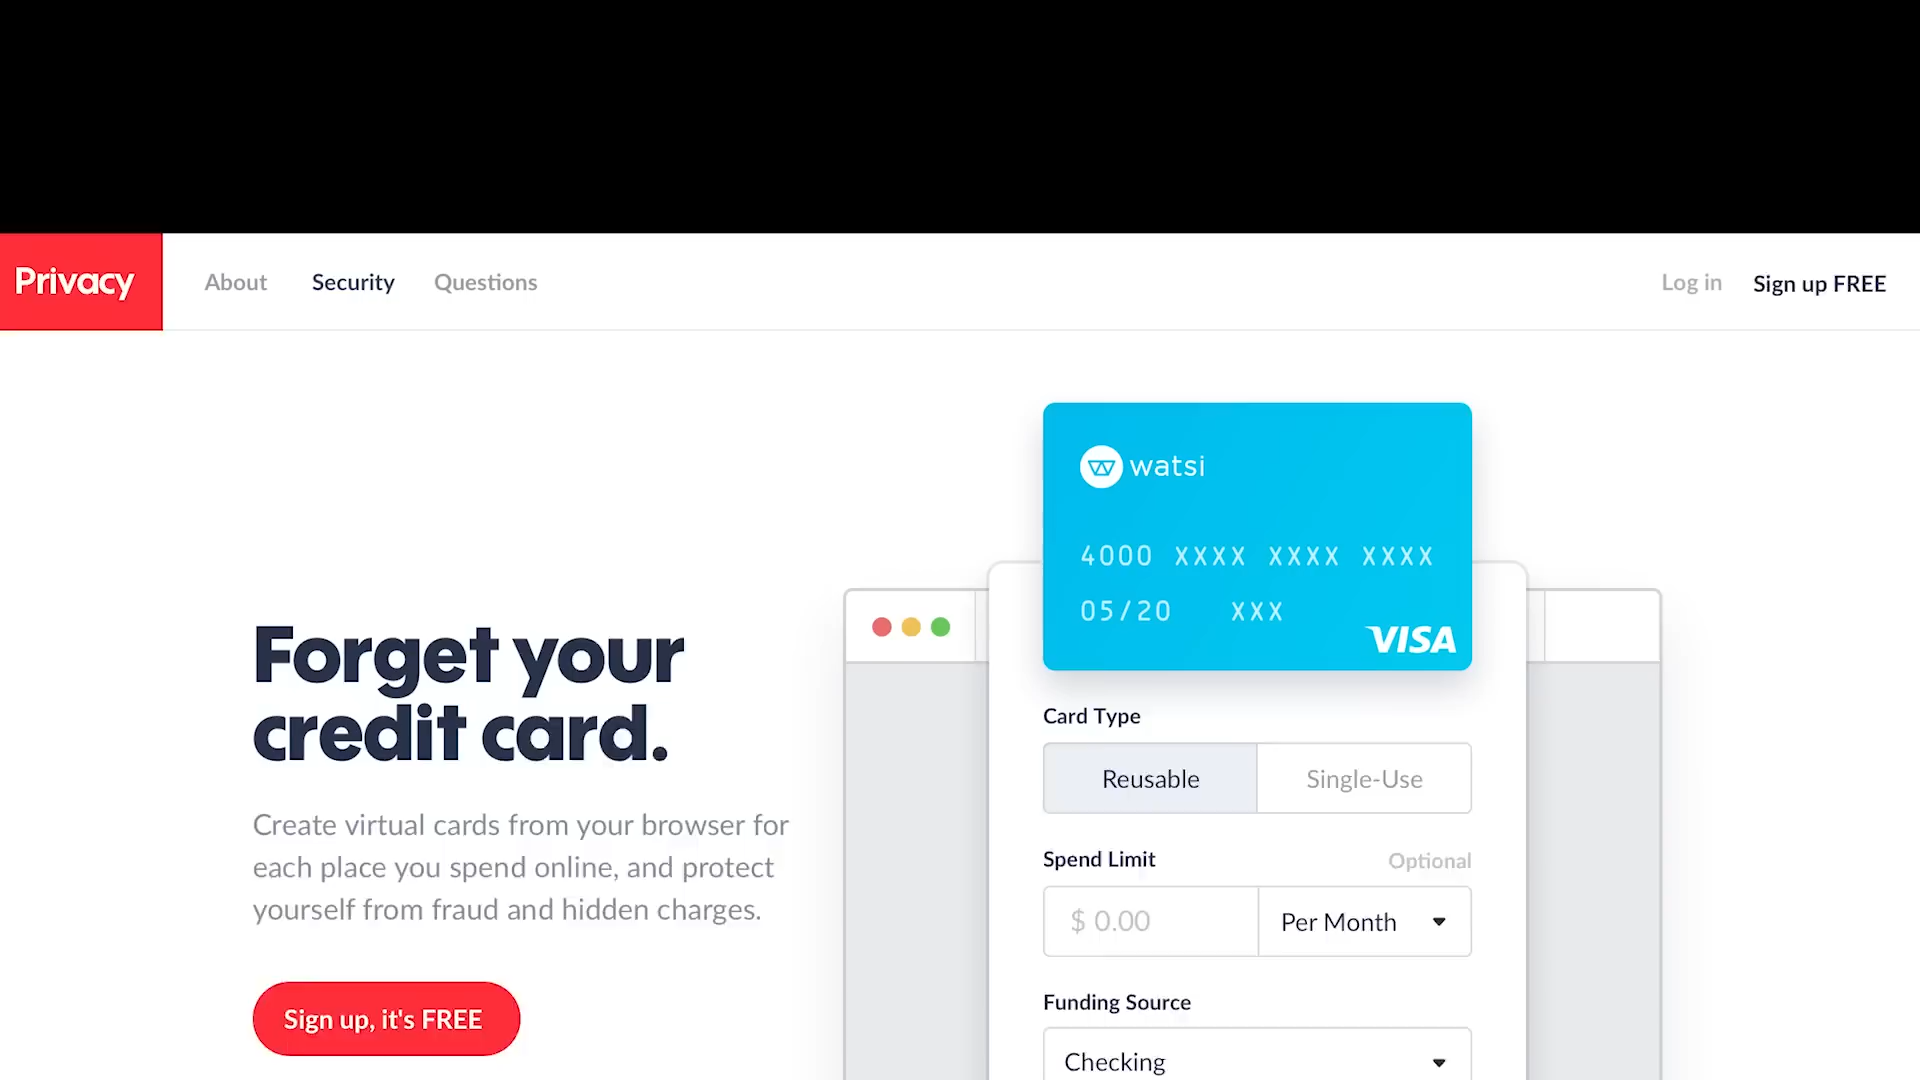 Privacy
About
Security
Questions
Log in
Sign up FREE
watsi
4000 XXXX XXXX XXXX
05/20 XXX
VISA
Forget your
credit card.
Create virtual cards from your browser for
each place you spend online, and protect
yourself from fraud and hidden charges.
Sign up, it's FREE
Card Type
Reusable
Single-Use
Spend Limit
Optional
$ 0.00
Per Month
Funding Source
Checking